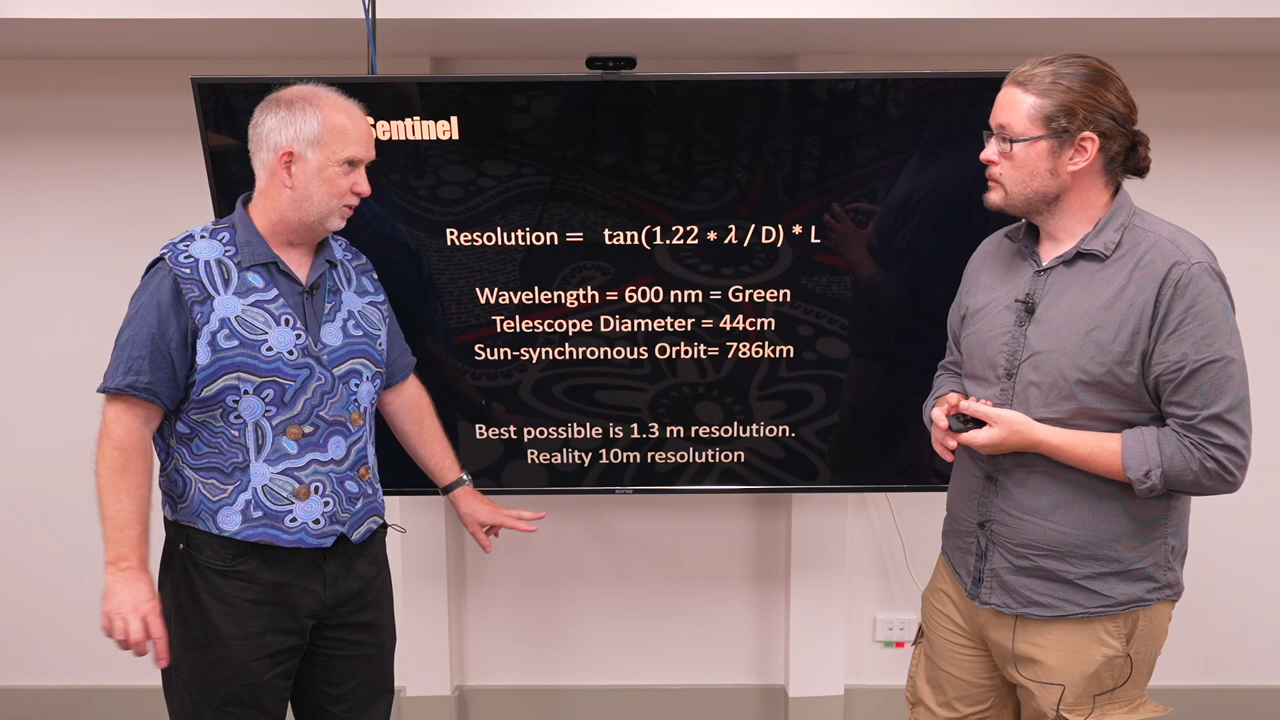 Sentinel
Resolution = tan(1.22 ∗ λ / D) * L
Wavelength = 600 nm = Green
Telescope Diameter = 44cm
Sun-synchronous Orbit= 786km
Best possible is 1.3 m resolution.
Reality 10m resolution
SONIQ